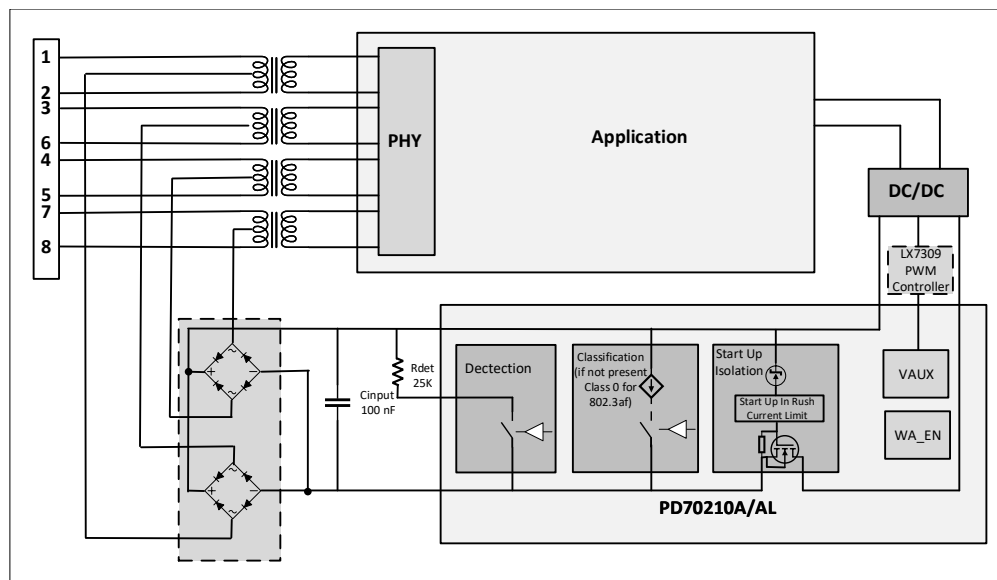 1
2
3
6
4
5
7
8
PHY
Application
DC/DC
LX7309
PWM
Controller
Rdet
25K
Cinput
100 nF
Dectection
Classification
(if not present
Class 0 for
802.3af)
Start Up
Isolation
Start Up In Rush
Current Limit
VAUX
WA_EN
PD70210A/AL
~
+
−
~
~
+
−
~